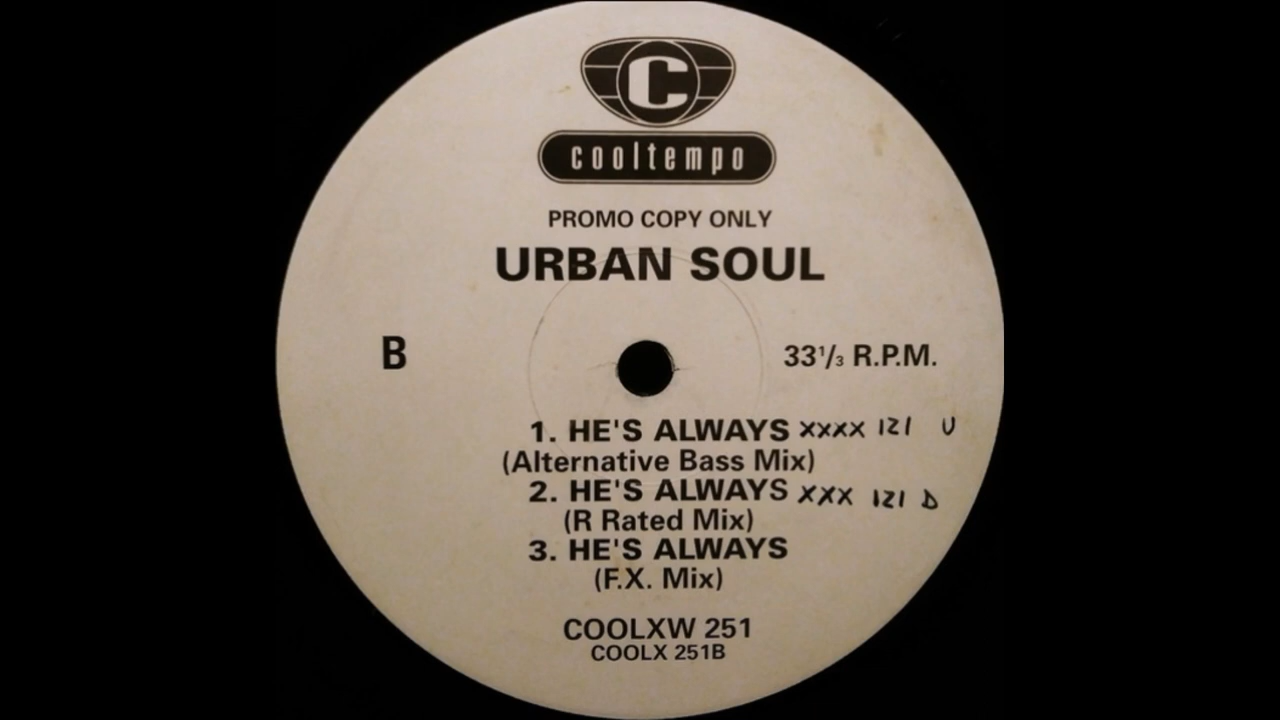 C
cooltempo
PROMO COPY ONLY
URBAN SOUL
B
33⅓ R.P.M.
1. HE'S ALWAYS xxxx 121 U
(Alternative Bass Mix)
2. HE'S ALWAYS xxx 121 D
(R Rated Mix)
3. HE'S ALWAYS
(F.X. Mix)
COOLXW 251
COOLX 251B